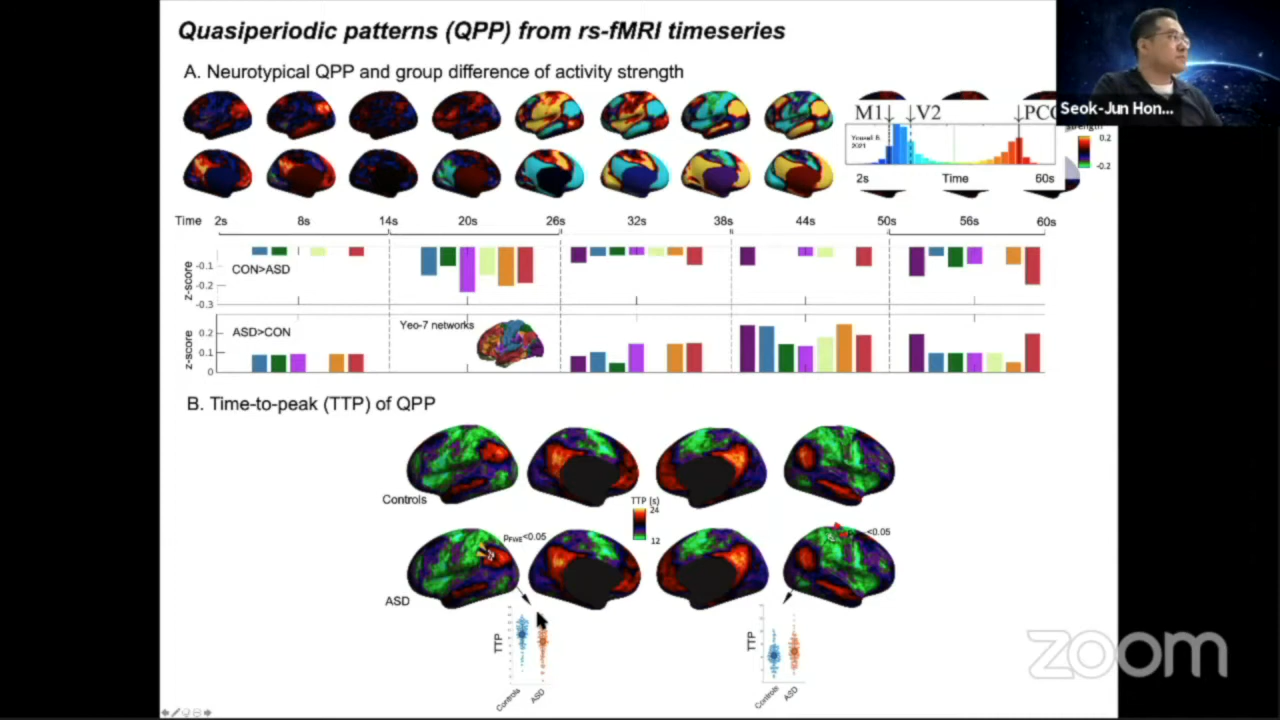 Quasiperiodic patterns (QPP) from rs-fMRI timeseries
Seok-Jun Hon...
A. Neurotypical QPP and group difference of activity strength
M1 V2 PCC
2021
0.2
-0.2
2s Time 60s
Time 2s 8s 14s 20s 26s 32s 38s 44s 50s 56s 60s
z-score
-0.1
-0.2
-0.3
CON>ASD
z-score
0.2
0.1
0
ASD>CON
Yeo-7 networks
B. Time-to-peak (TTP) of QPP
Controls
TTP (s)
24
12
PFWE<0.05
<0.05
ASD
TTP
Controls ASD
TTP
Controls ASD
zoom